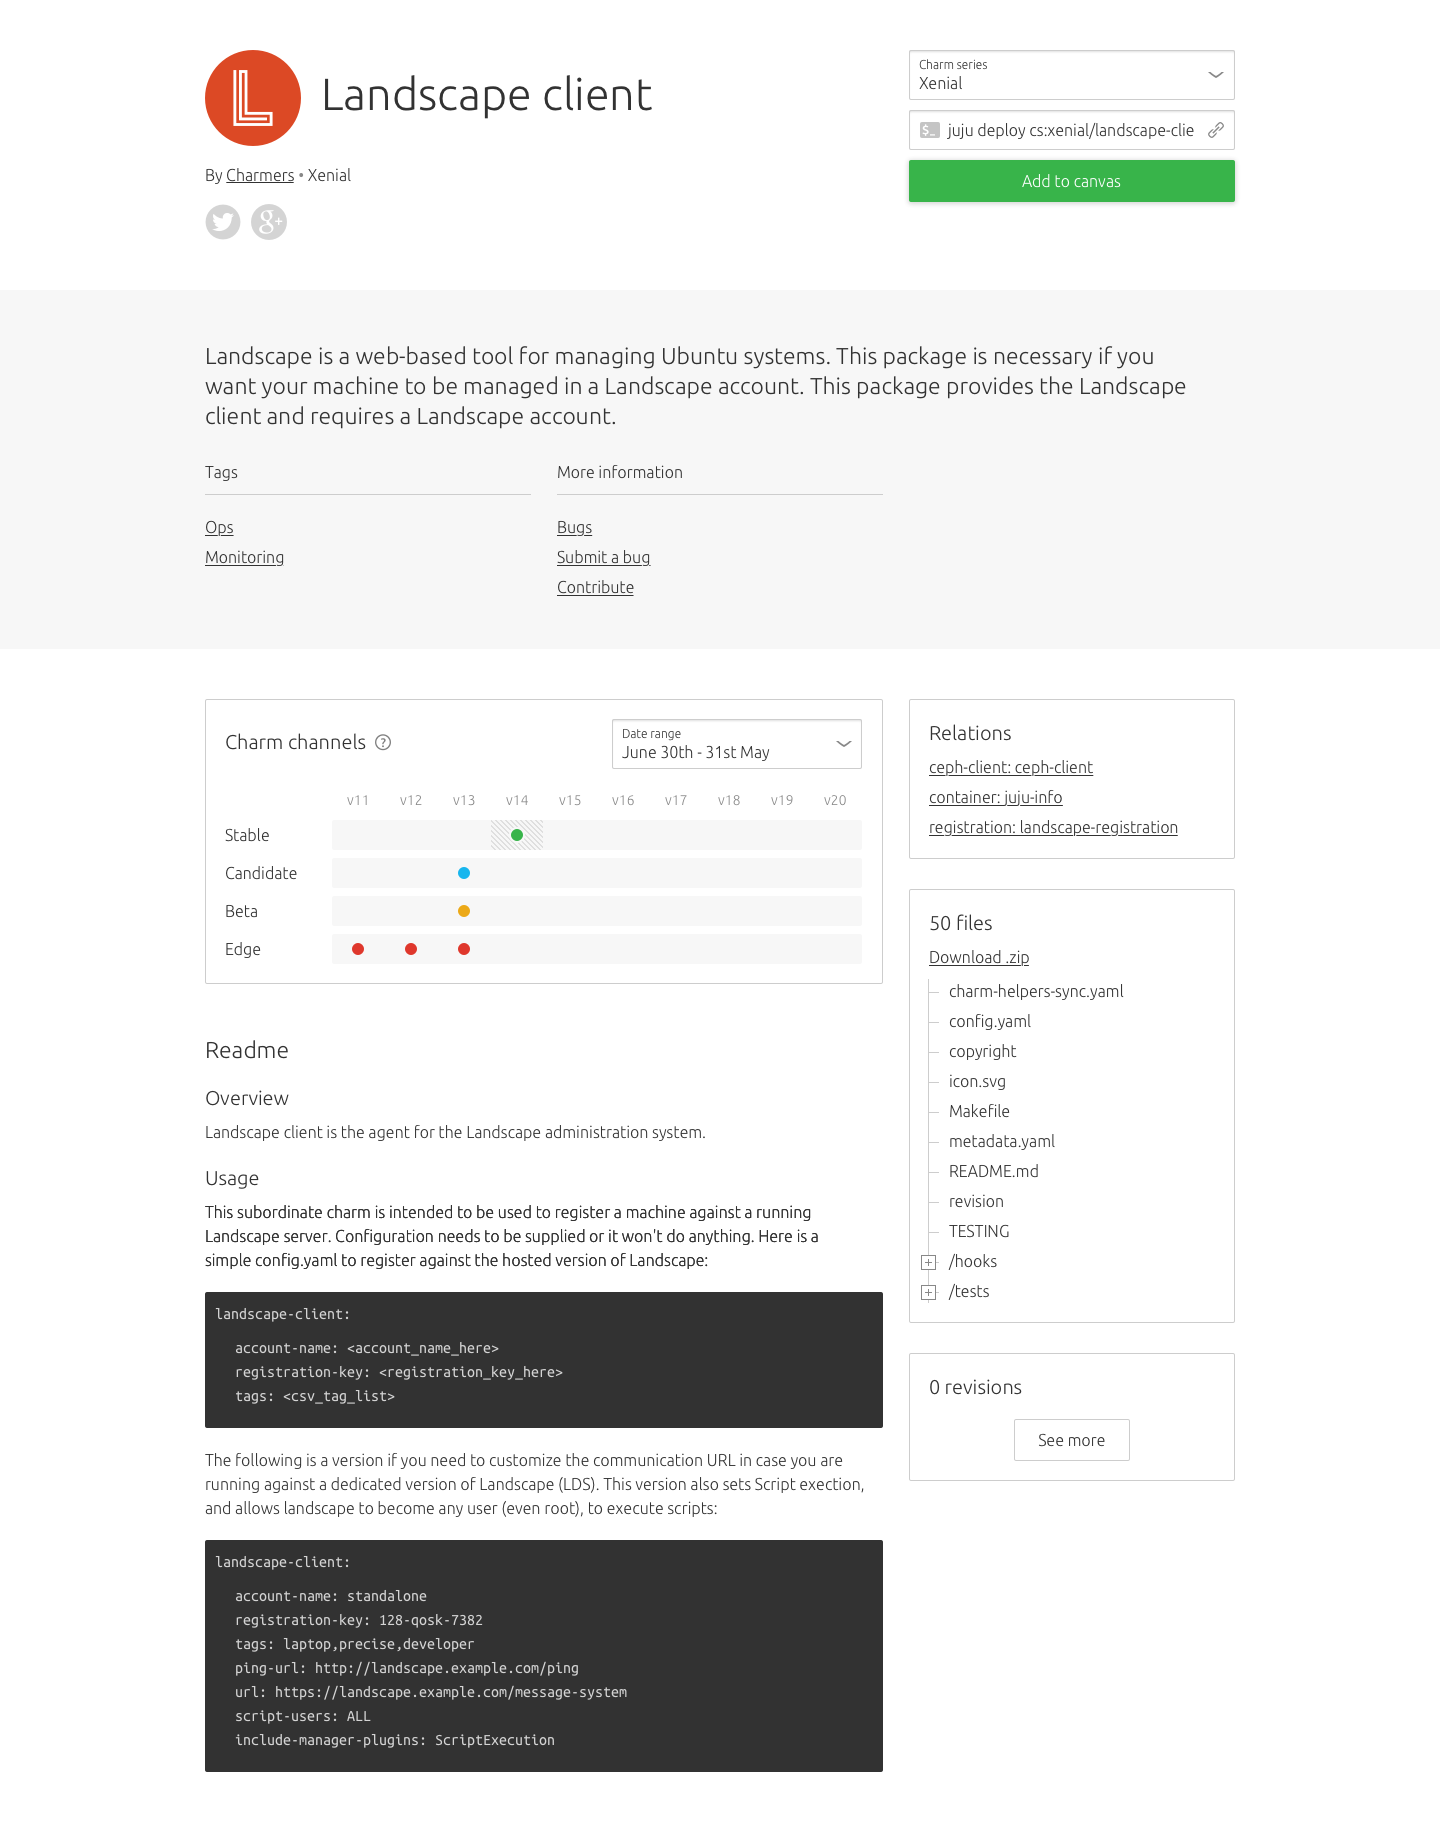 L
Landscape client
By Charmers • Xenial
g+
Charm series
Xenial
$_ juju deploy cs:xenial/landscape-clie
Add to canvas
Landscape is a web-based tool for managing Ubuntu systems. This package is necessary if you
want your machine to be managed in a Landscape account. This package provides the Landscape
client and requires a Landscape account.
Tags
Ops
Monitoring
More information
Bugs
Submit a bug
Contribute
Charm channels ?
Date range
June 30th - 31st May
v11 v12 v13 v14 v15 v16 v17 v18 v19 v20
Stable
Candidate
Beta
Edge
Readme
Overview
Landscape client is the agent for the Landscape administration system.
Usage
This subordinate charm is intended to be used to register a machine against a running
Landscape server. Configuration needs to be supplied or it won't do anything. Here is a
simple config.yaml to register against the hosted version of Landscape:
landscape-client:
account-name: <account_name_here>
registration-key: <registration_key_here>
tags: <csv_tag_list>
The following is a version if you need to customize the communication URL in case you are
running against a dedicated version of Landscape (LDS). This version also sets Script exection,
and allows landscape to become any user (even root), to execute scripts:
landscape-client:
account-name: standalone
registration-key: 128-qosk-7382
tags: laptop,precise,developer
ping-url: http://landscape.example.com/ping
url: https://landscape.example.com/message-system
script-users: ALL
include-manager-plugins: ScriptExecution
Relations
ceph-client: ceph-client
container: juju-info
registration: landscape-registration
50 files
Download .zip
charm-helpers-sync.yaml
config.yaml
copyright
icon.svg
Makefile
metadata.yaml
README.md
revision
TESTING
/hooks
/tests
0 revisions
See more